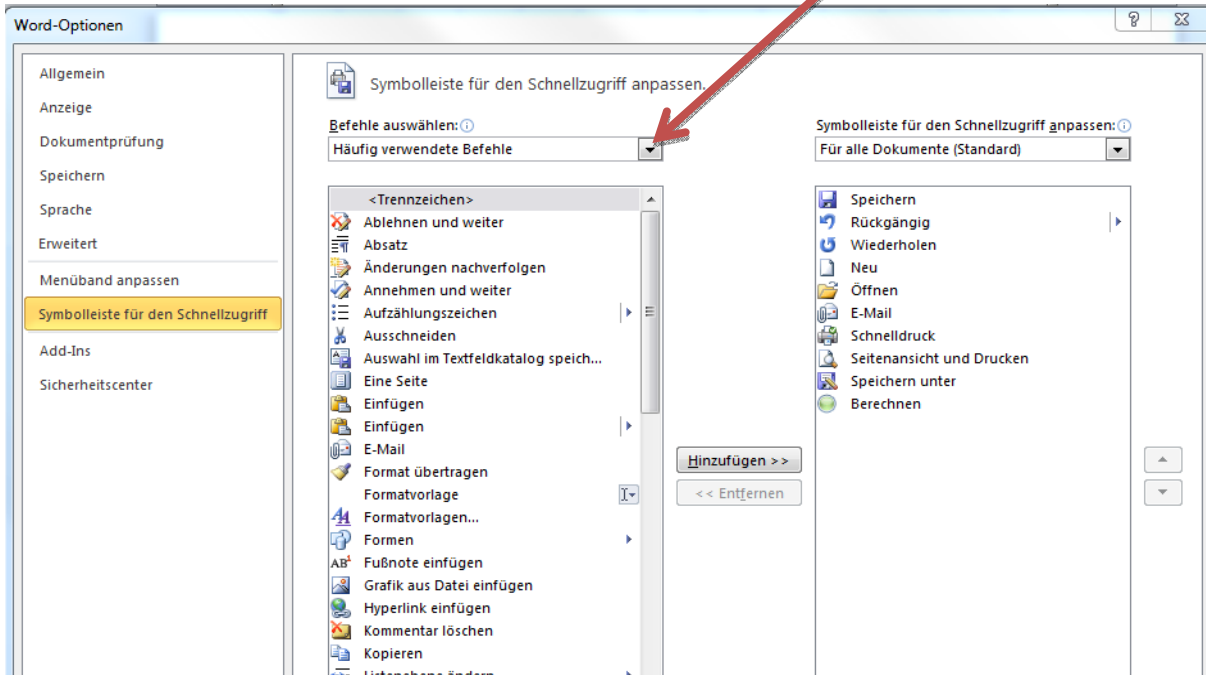 Word-Optionen
Allgemein
Anzeige
Dokumentprüfung
Speichern
Sprache
Erweitert
Menüband anpassen
Symbolleiste für den Schnellzugriff
Add-Ins
Sicherheitscenter
Symbolleiste für den Schnellzugriff anpassen.
Befehle auswählen:
Häufig verwendete Befehle
<Trennzeichen>
Ablehnen und weiter
Absatz
Änderungen nachverfolgen
Annehmen und weiter
Aufzählungszeichen
Ausschneiden
Auswahl im Textfeldkatalog speich...
Eine Seite
Einfügen
Einfügen
E-Mail
Format übertragen
Formatvorlage
Formatvorlagen...
Formen
Fußnote einfügen
Grafik aus Datei einfügen
Hyperlink einfügen
Kommentar löschen
Kopieren
Listenebene ändern
Hinzufügen >>
<< Entfernen
Symbolleiste für den Schnellzugriff anpassen:
Für alle Dokumente (Standard)
Speichern
Rückgängig
Wiederholen
Neu
Öffnen
E-Mail
Schnelldruck
Seitenansicht und Drucken
Speichern unter
Berechnen